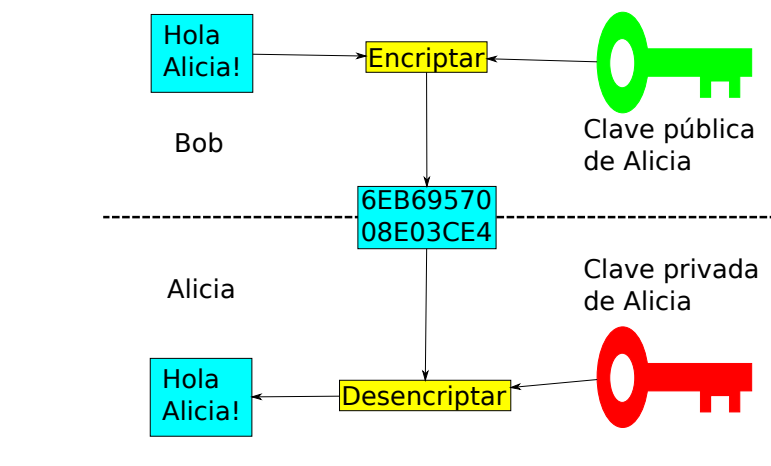 Hola
Alicia!
Encriptar
Clave pública
de Alicia
Bob
6EB69570
08E03CE4
Alicia
Clave privada
de Alicia
Hola
Alicia!
Desencriptar